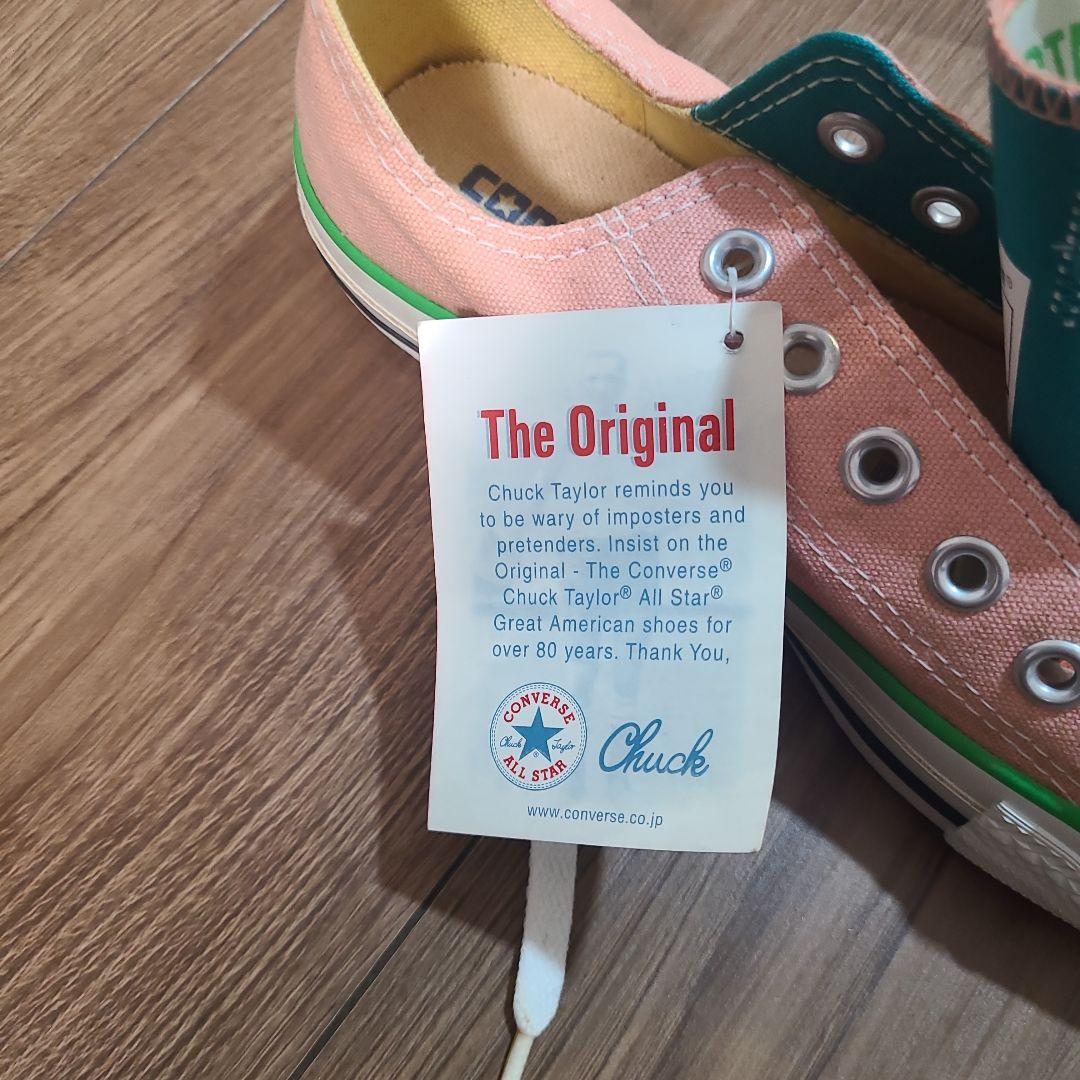 The Original
Chuck Taylor reminds you
to be wary of imposters and
pretenders. Insist on the
Original - The Converse®
Chuck Taylor® All Star®
Great American shoes for
over 80 years. Thank You,
CONVERSE
Chuck Taylor
®
ALL STAR
Chuck
www.converse.co.jp